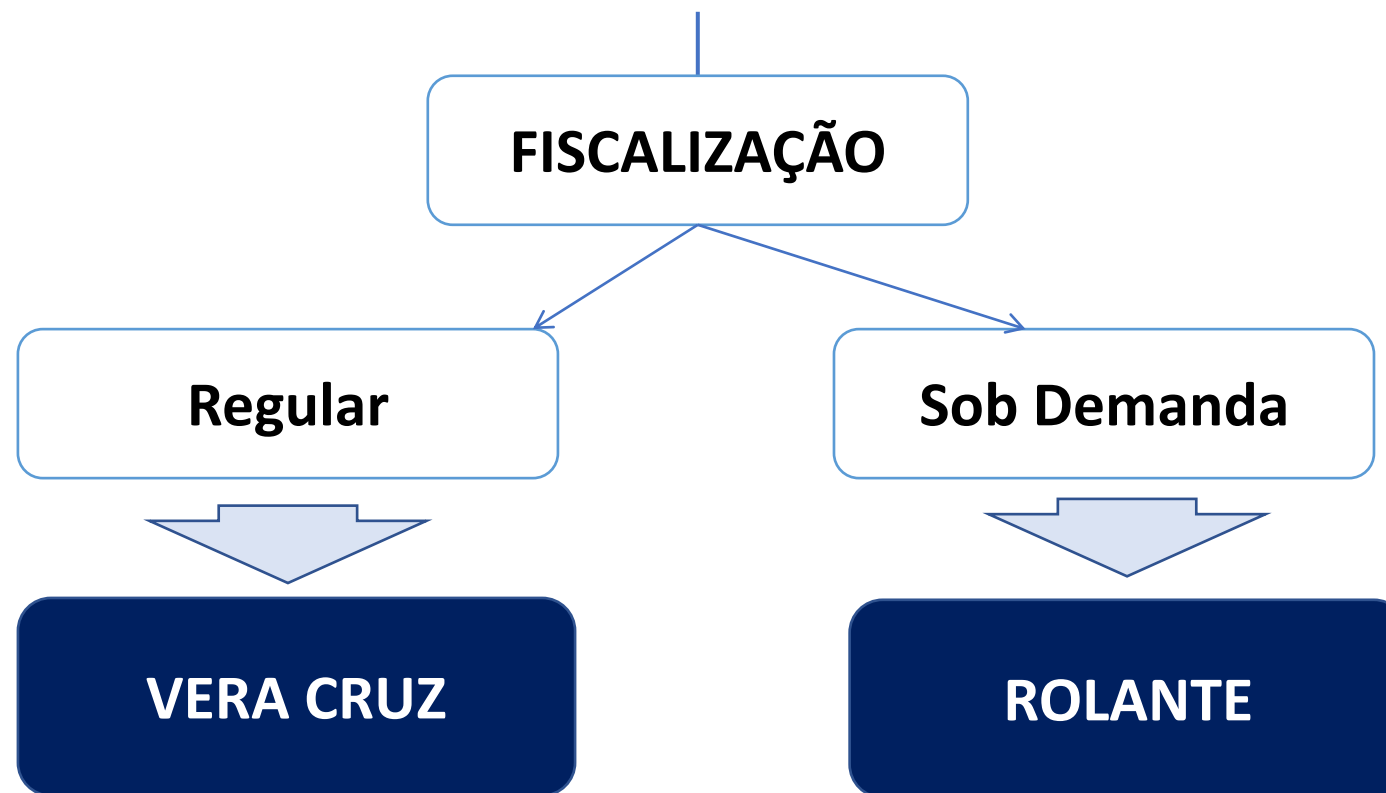 FISCALIZAÇÃO
Regular
Sob Demanda
VERA CRUZ
ROLANTE